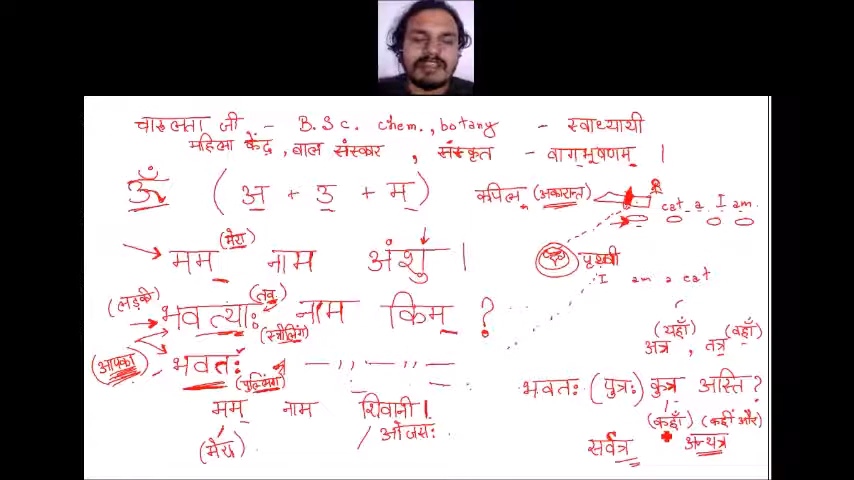 चारुलता जी - B.Sc. chem., botany - स्वाध्यायी
महिला केंद्र, बाल संस्कार, संस्कृत - वागभूषणम् ।
ॐ (अ + उ + म्) कपिल (अकारान्त)
cat a I am.
मम (मेरा) नाम अंशु ।
पृथ्वी
I am a cat
(लड़के) भवत्याः (तव) नाम किम् ?
(स्त्रीलिंग)
(यहाँ) (वहाँ)
अत्र, तत्र
(आपका) भवतः (पुल्लिंग) — ,, — ,, —
भवतः (पुत्रः) कुत्र अस्ति ?
मम नाम शिवानी ।
(कहाँ) (कहीं और)
(मेरा) / ओजसः
सर्वत्र अन्यत्र